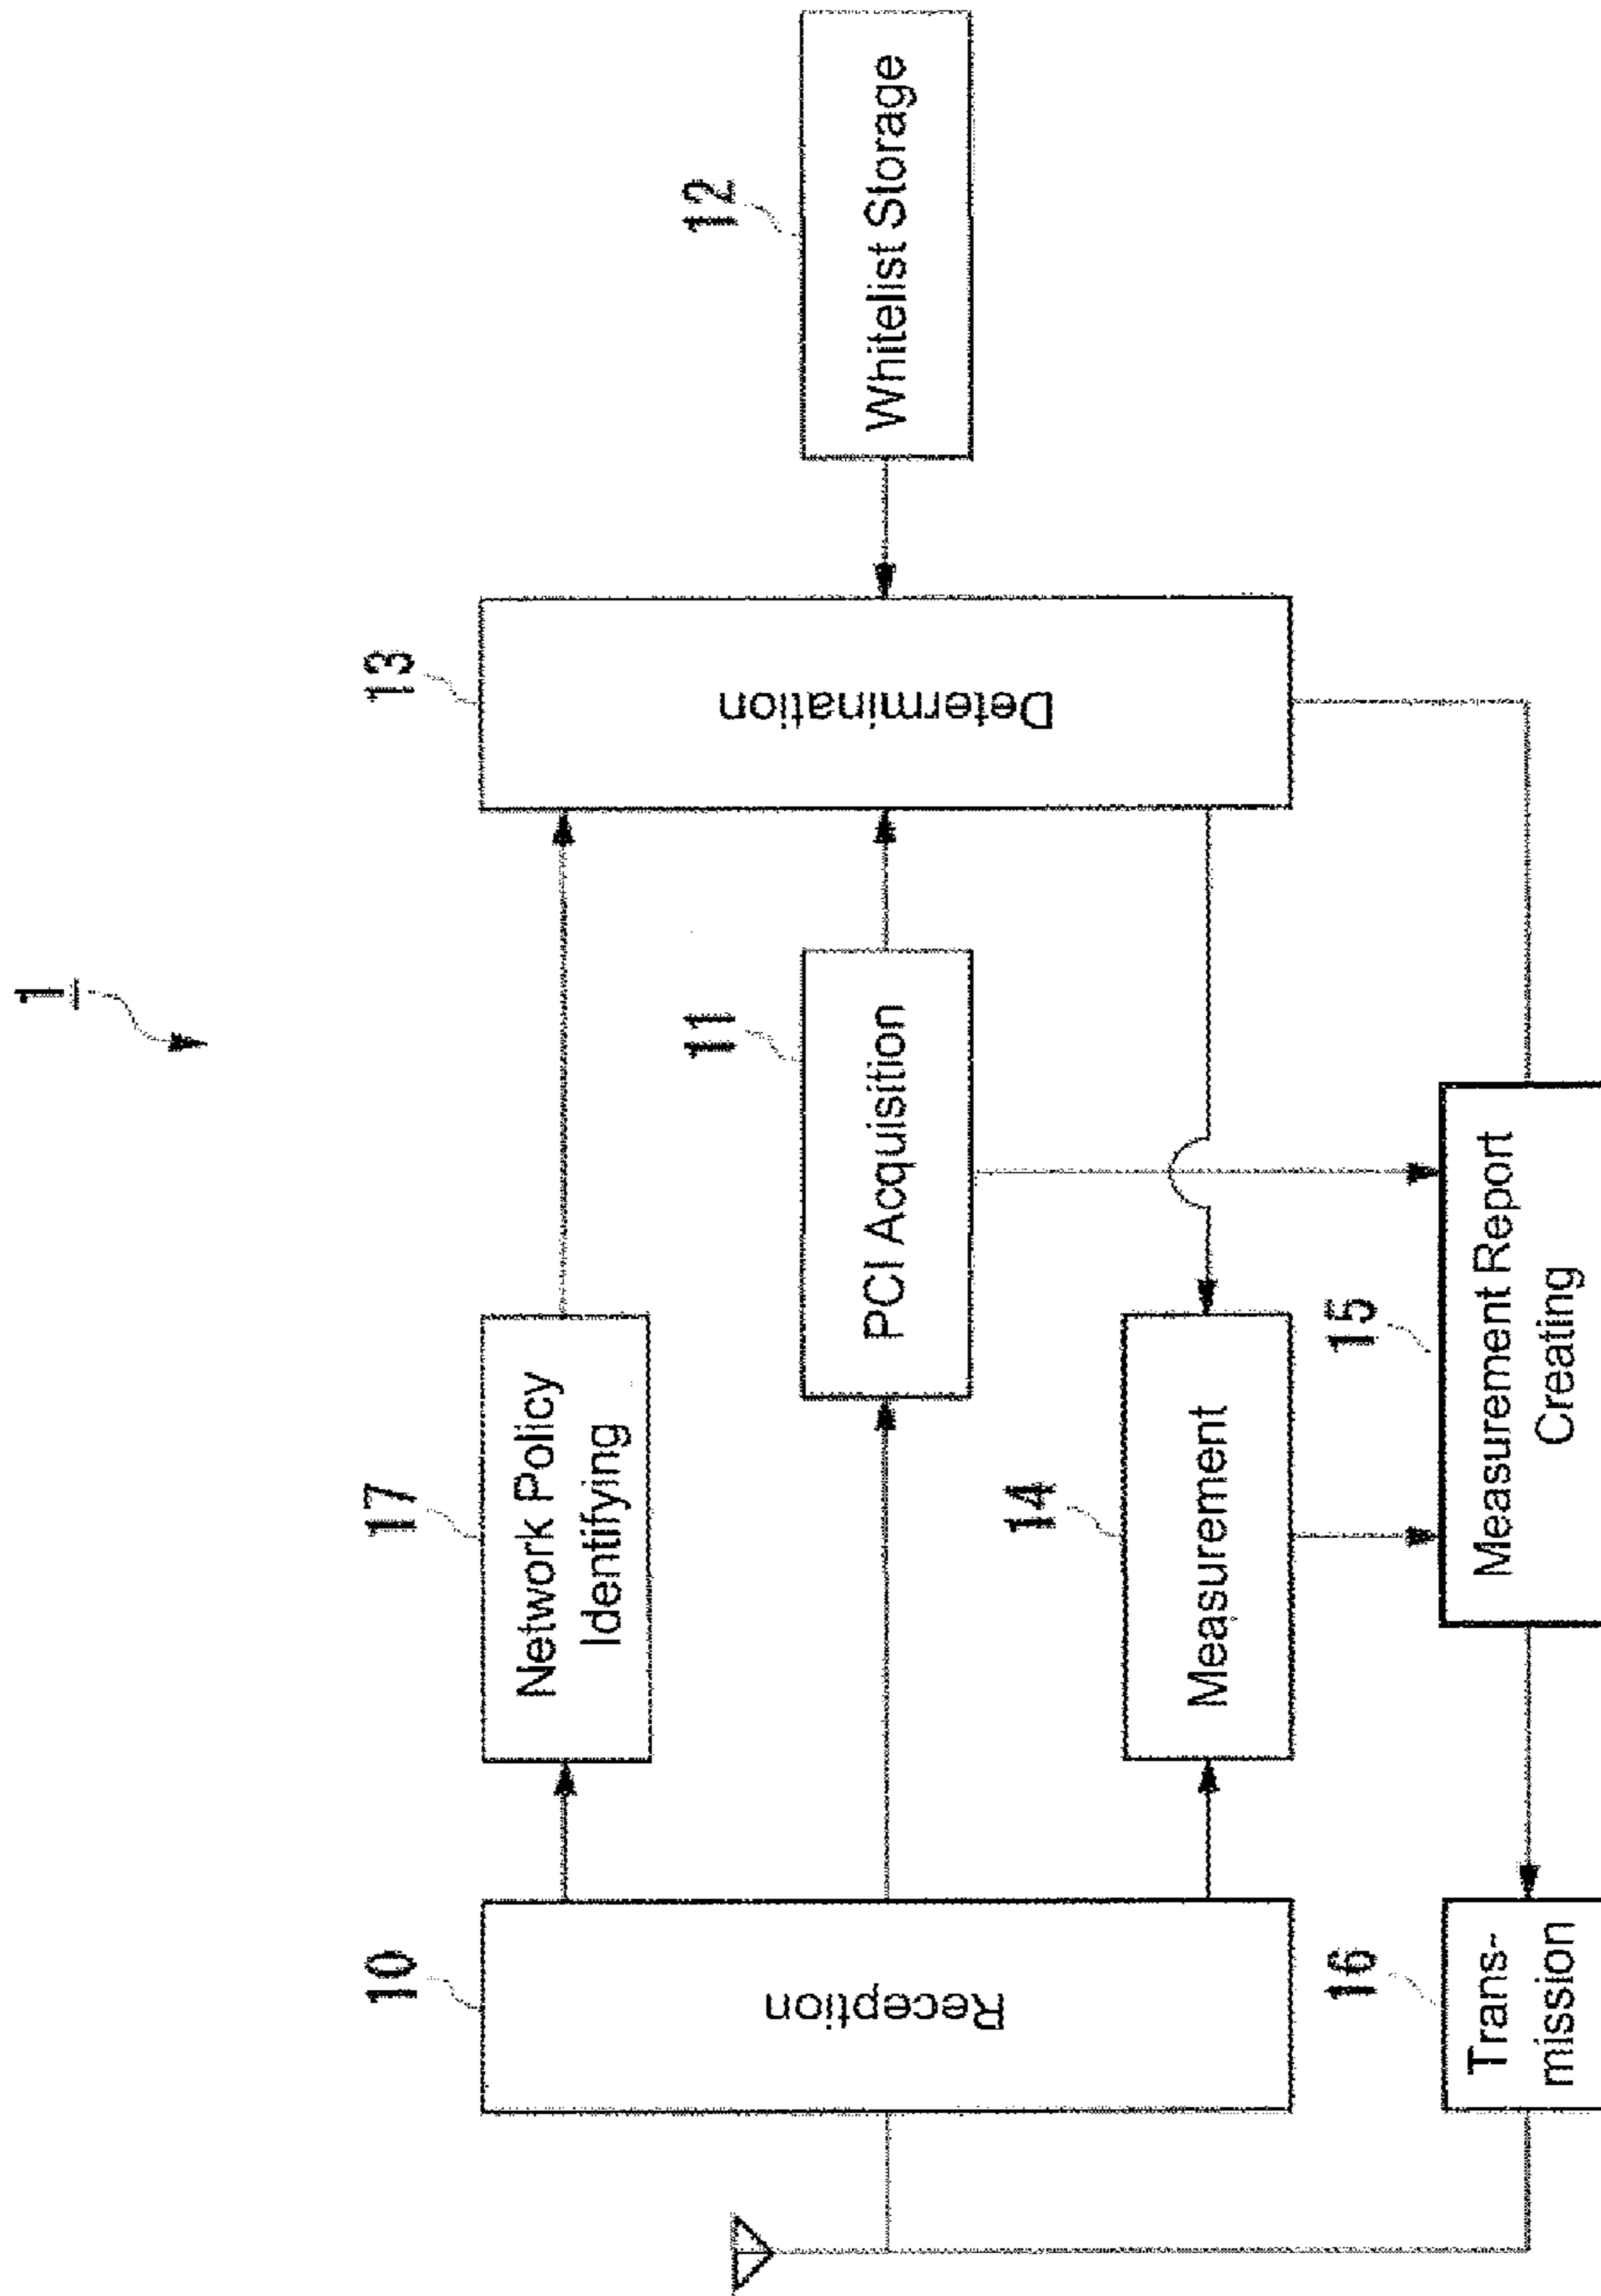 1
17
Network Policy
Identifying
10
Reception
11
PCI Acquisition
13
Determination
12
Whitelist Storage
14
Measurement
15
Measurement Report
Creating
16
Trans-
mission